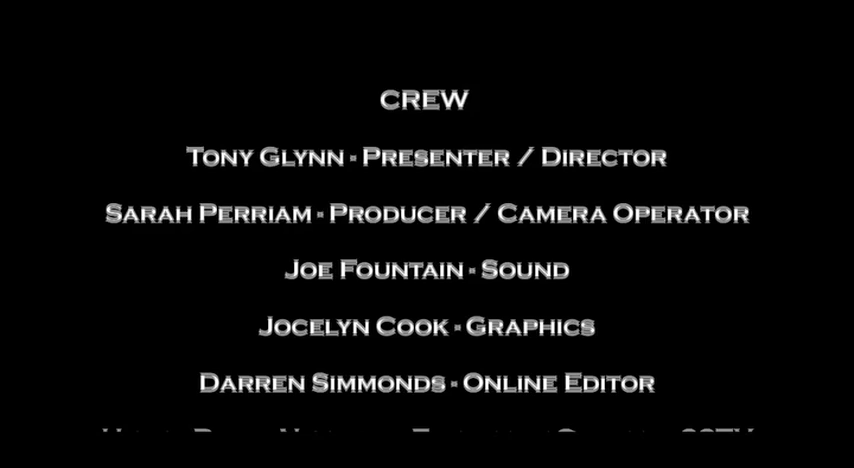 CREW
TONY GLYNN - PRESENTER / DIRECTOR
SARAH PERRIAM - PRODUCER / CAMERA OPERATOR
JOE FOUNTAIN - SOUND
JOCELYN COOK - GRAPHICS
DARREN SIMMONDS - ONLINE EDITOR